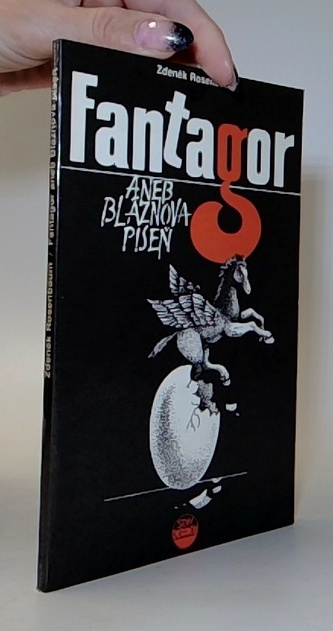 Zdeněk
Fantagor
ANEB
BLÁZNOVA
PÍSEŇ
Zdeněk Rosenbaum / Fantagor aneb bláznova píseň